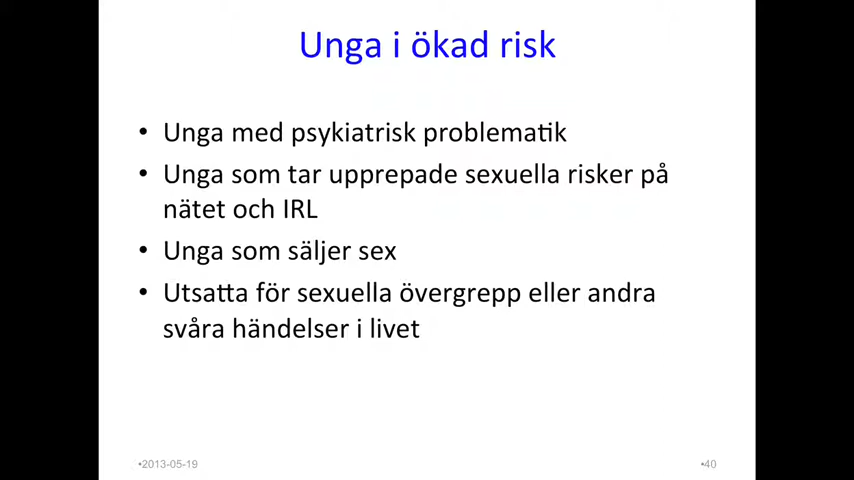 Unga i ökad risk
• Unga med psykiatrisk problematik
• Unga som tar upprepade sexuella risker på
nätet och IRL
• Unga som säljer sex
• Utsatta för sexuella övergrepp eller andra
svåra händelser i livet
•2013-05-19
•40